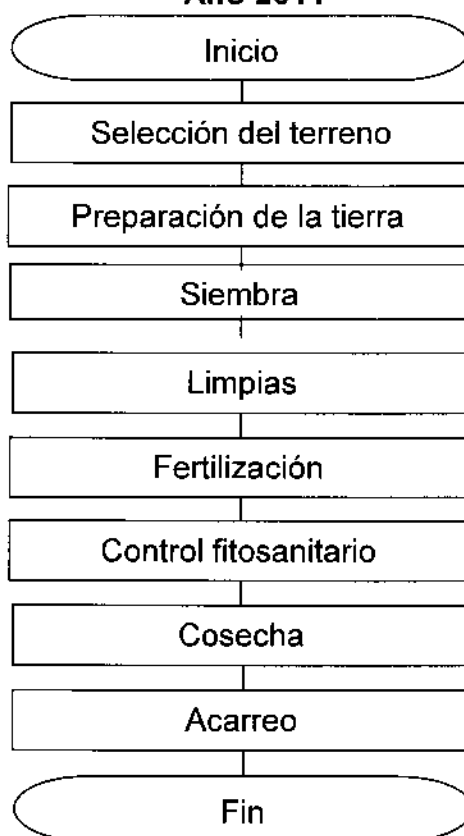 Inicio
Selección del terreno
Preparación de la tierra
Siembra
Limpias
Fertilización
Control fitosanitario
Cosecha
Acarreo
Fin